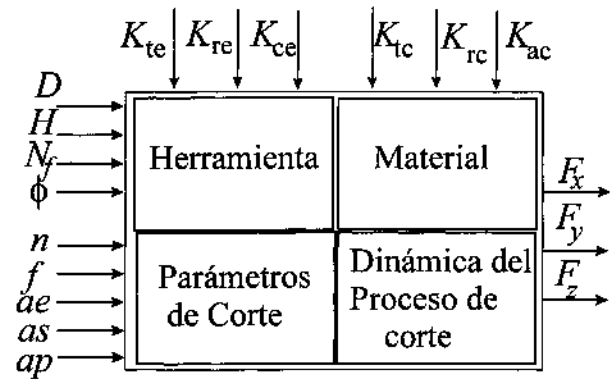 K_te K_re K_ce K_tc K_rc K_ac
D
H
N_f
ϕ
n
f
ae
as
ap
Herramienta
Material
Parámetros
de Corte
Dinámica del
Proceso de
corte
F_x
F_y
F_z